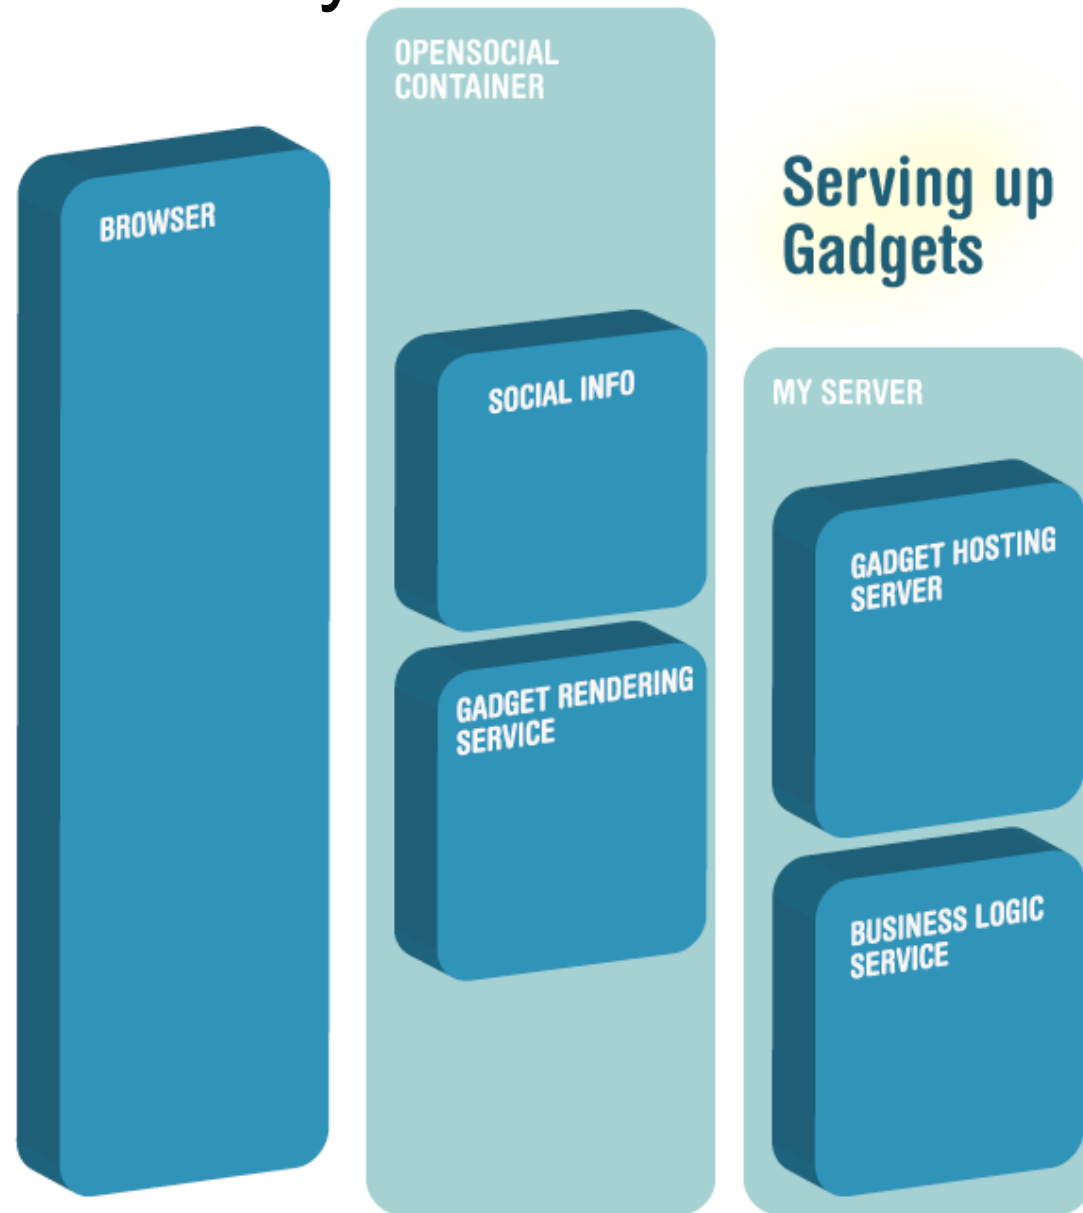 OPENSOCIAL
CONTAINER
Serving up
Gadgets
BROWSER
SOCIAL INFO
MY SERVER
GADGET HOSTING
SERVER
GADGET RENDERING
SERVICE
BUSINESS LOGIC
SERVICE